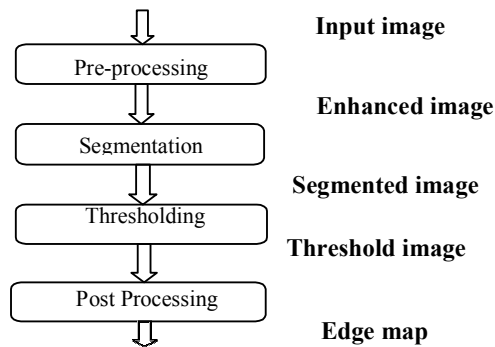 Input image
Pre-processing
Enhanced image
Segmentation
Segmented image
Thresholding
Threshold image
Post Processing
Edge map